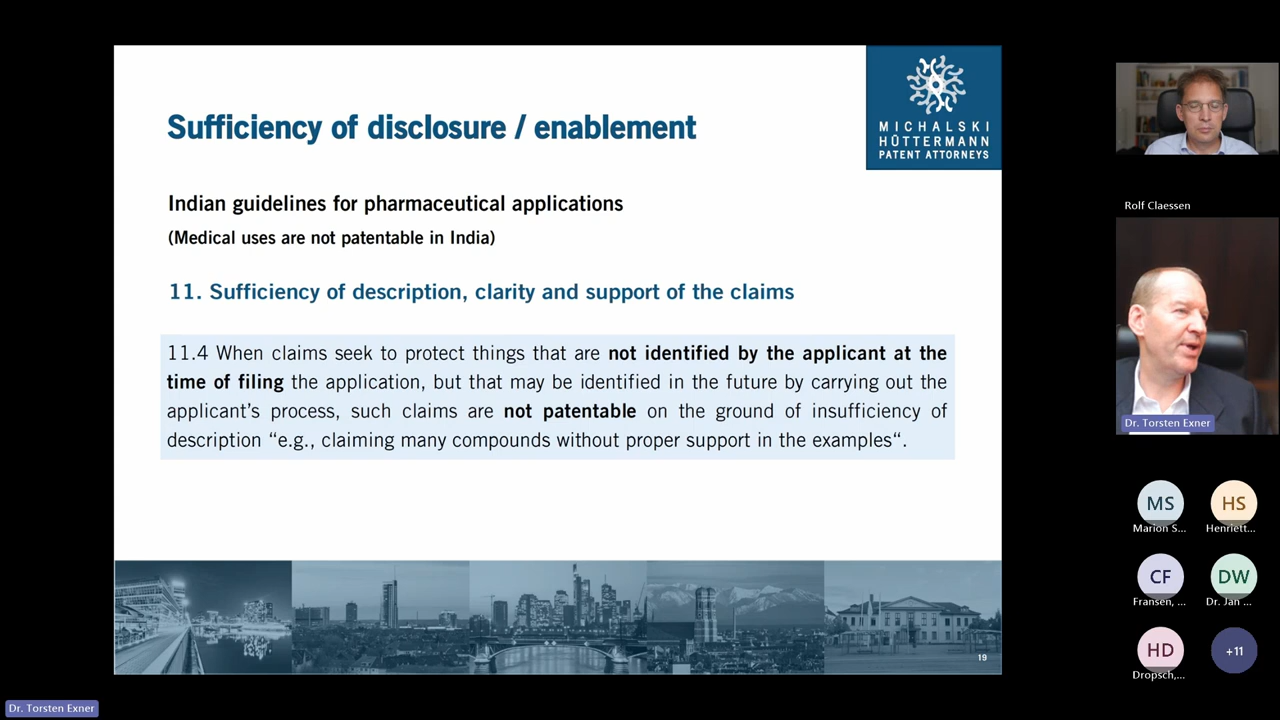 MICHALSKI
HÜTTERMANN
PATENT ATTORNEYS
Sufficiency of disclosure / enablement
Indian guidelines for pharmaceutical applications
(Medical uses are not patentable in India)
11. Sufficiency of description, clarity and support of the claims
11.4 When claims seek to protect things that are not identified by the applicant at the
time of filing the application, but that may be identified in the future by carrying out the
applicant's process, such claims are not patentable on the ground of insufficiency of
description “e.g., claiming many compounds without proper support in the examples“.
19
Rolf Claessen
Dr. Torsten Exner
MS
HS
Marion S...
Henriett...
CF
DW
Fransen, ...
Dr. Jan ...
HD
+11
Dropsch,...
Dr. Torsten Exner